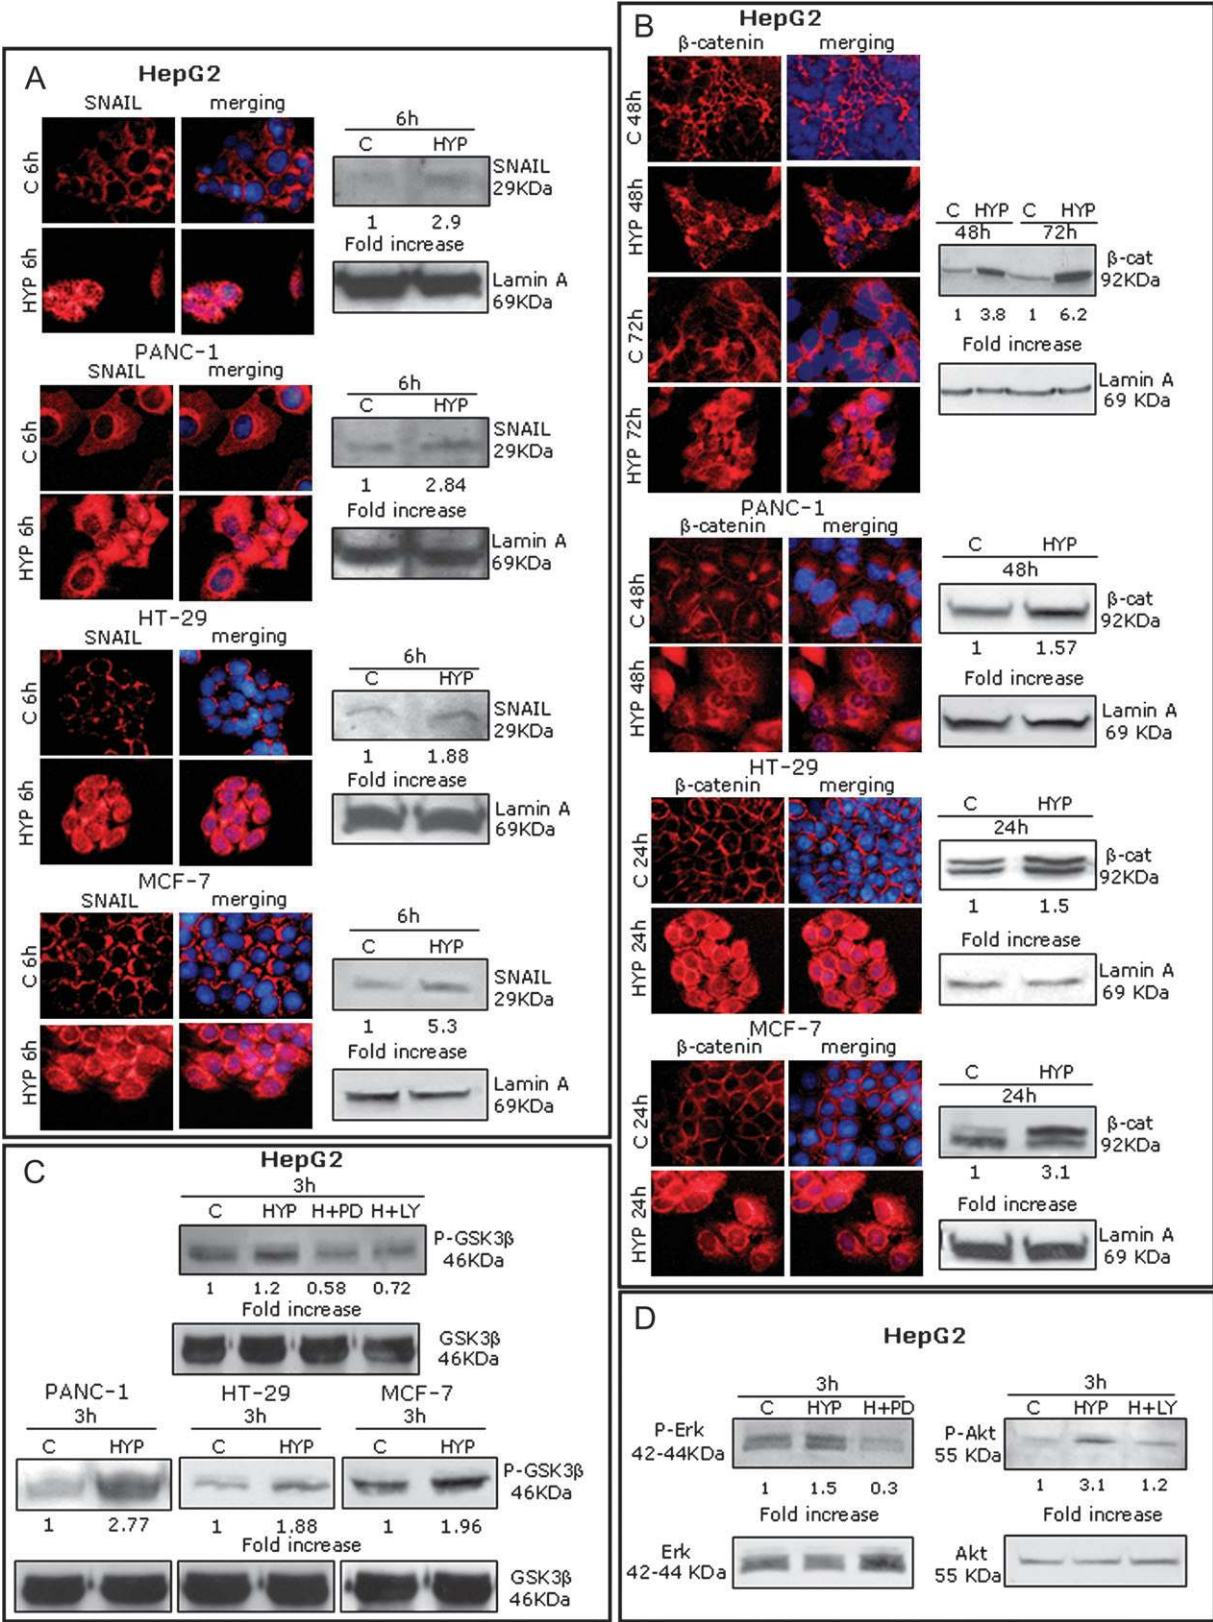 A
HepG2
SNAIL merging
C 6h
HYP 6h
6h
C HYP
SNAIL
29KDa
1 2.9
Fold increase
Lamin A
69KDa
PANC-1
SNAIL merging
C 6h
HYP 6h
6h
C HYP
SNAIL
29KDa
1 2.84
Fold increase
Lamin A
69KDa
HT-29
SNAIL merging
C 6h
HYP 6h
6h
C HYP
SNAIL
29KDa
1 1.88
Fold increase
Lamin A
69KDa
MCF-7
SNAIL merging
C 6h
HYP 6h
6h
C HYP
SNAIL
29KDa
1 5.3
Fold increase
Lamin A
69KDa
B
HepG2
β-catenin merging
C 48h
HYP 48h
C 72h
HYP 72h
C HYP C HYP
48h 72h
β-cat
92KDa
1 3.8 1 6.2
Fold increase
Lamin A
69 KDa
PANC-1
β-catenin merging
C 48h
HYP 48h
C HYP
48h
β-cat
92KDa
1 1.57
Fold increase
Lamin A
69 KDa
HT-29
β-catenin merging
C 24h
HYP 24h
C HYP
24h
β-cat
92KDa
1 1.5
Fold increase
Lamin A
69 KDa
MCF-7
β-catenin merging
C 24h
HYP 24h
C HYP
24h
β-cat
92KDa
1 3.1
Fold increase
Lamin A
69 KDa
C
HepG2
3h
C HYP H+PD H+LY
P-GSK3β
46KDa
1 1.2 0.58 0.72
Fold increase
GSK3β
46KDa
PANC-1 HT-29 MCF-7
3h 3h 3h
C HYP C HYP C HYP
P-GSK3β
46KDa
1 2.77 1 1.88 1 1.96
Fold increase
GSK3β
46KDa
D
HepG2
3h
C HYP H+PD
P-Erk
42-44KDa
1 1.5 0.3
Fold increase
Erk
42-44 KDa
3h
C HYP H+LY
P-Akt
55 KDa
1 3.1 1.2
Fold increase
Akt
55 KDa